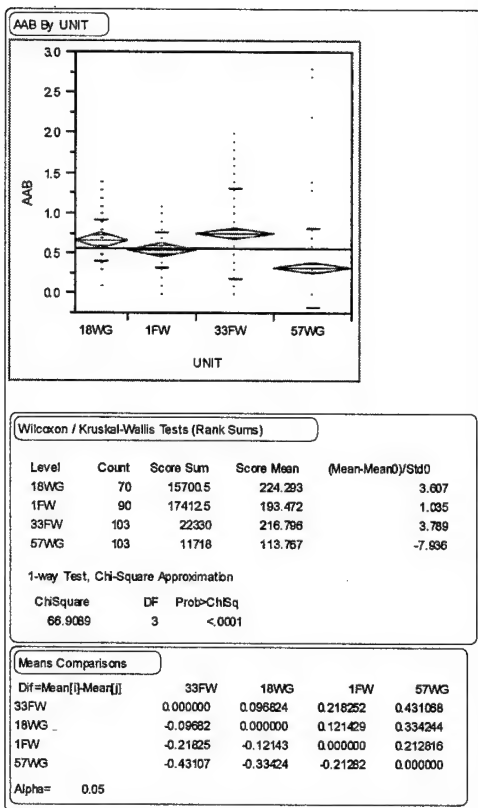 AAB By UNIT
3.0
2.5
2.0
1.5
1.0
0.5
0.0
AAB
18WG 1FW 33FW 57WG
UNIT
Wilcoxon / Kruskal-Wallis Tests (Rank Sums)
Level Count Score Sum Score Mean (Mean-Mean0)/Std0
18WG 70 15700.5 224.293 3.607
1FW 90 17412.5 193.472 1.035
33FW 103 22330 216.796 3.789
57WG 103 11718 113.767 -7.936
1-way Test, Chi-Square Approximation
ChiSquare DF Prob>ChiSq
66.9089 3 <.0001
Means Comparisons
Dif=Mean[i]-Mean[j] 33FW 18WG 1FW 57WG
33FW 0.000000 0.096824 0.218252 0.431068
18WG -0.09682 0.000000 0.121429 0.334244
1FW -0.21825 -0.12143 0.000000 0.212816
57WG -0.43107 -0.33424 -0.21282 0.000000
Alpha= 0.05